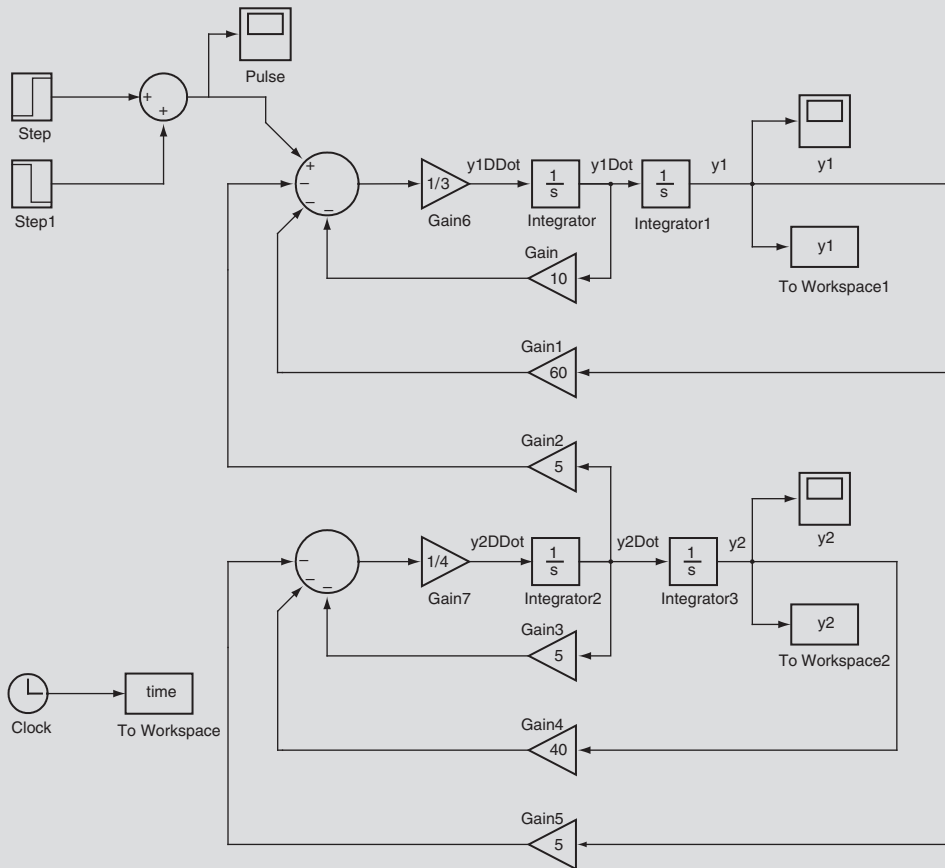 Pulse
+
+
Step
Step1
+
−
−
−
1/3
Gain6
y1DDot
1
s
Integrator
y1Dot
1
s
Integrator1
y1
y1
y1
To Workspace1
Gain
10
Gain1
60
Gain2
5
−
−
−
1/4
Gain7
y2DDot
1
s
Integrator2
y2Dot
1
s
Integrator3
y2
y2
y2
To Workspace2
Gain3
5
Clock
time
To Workspace
Gain4
40
Gain5
5